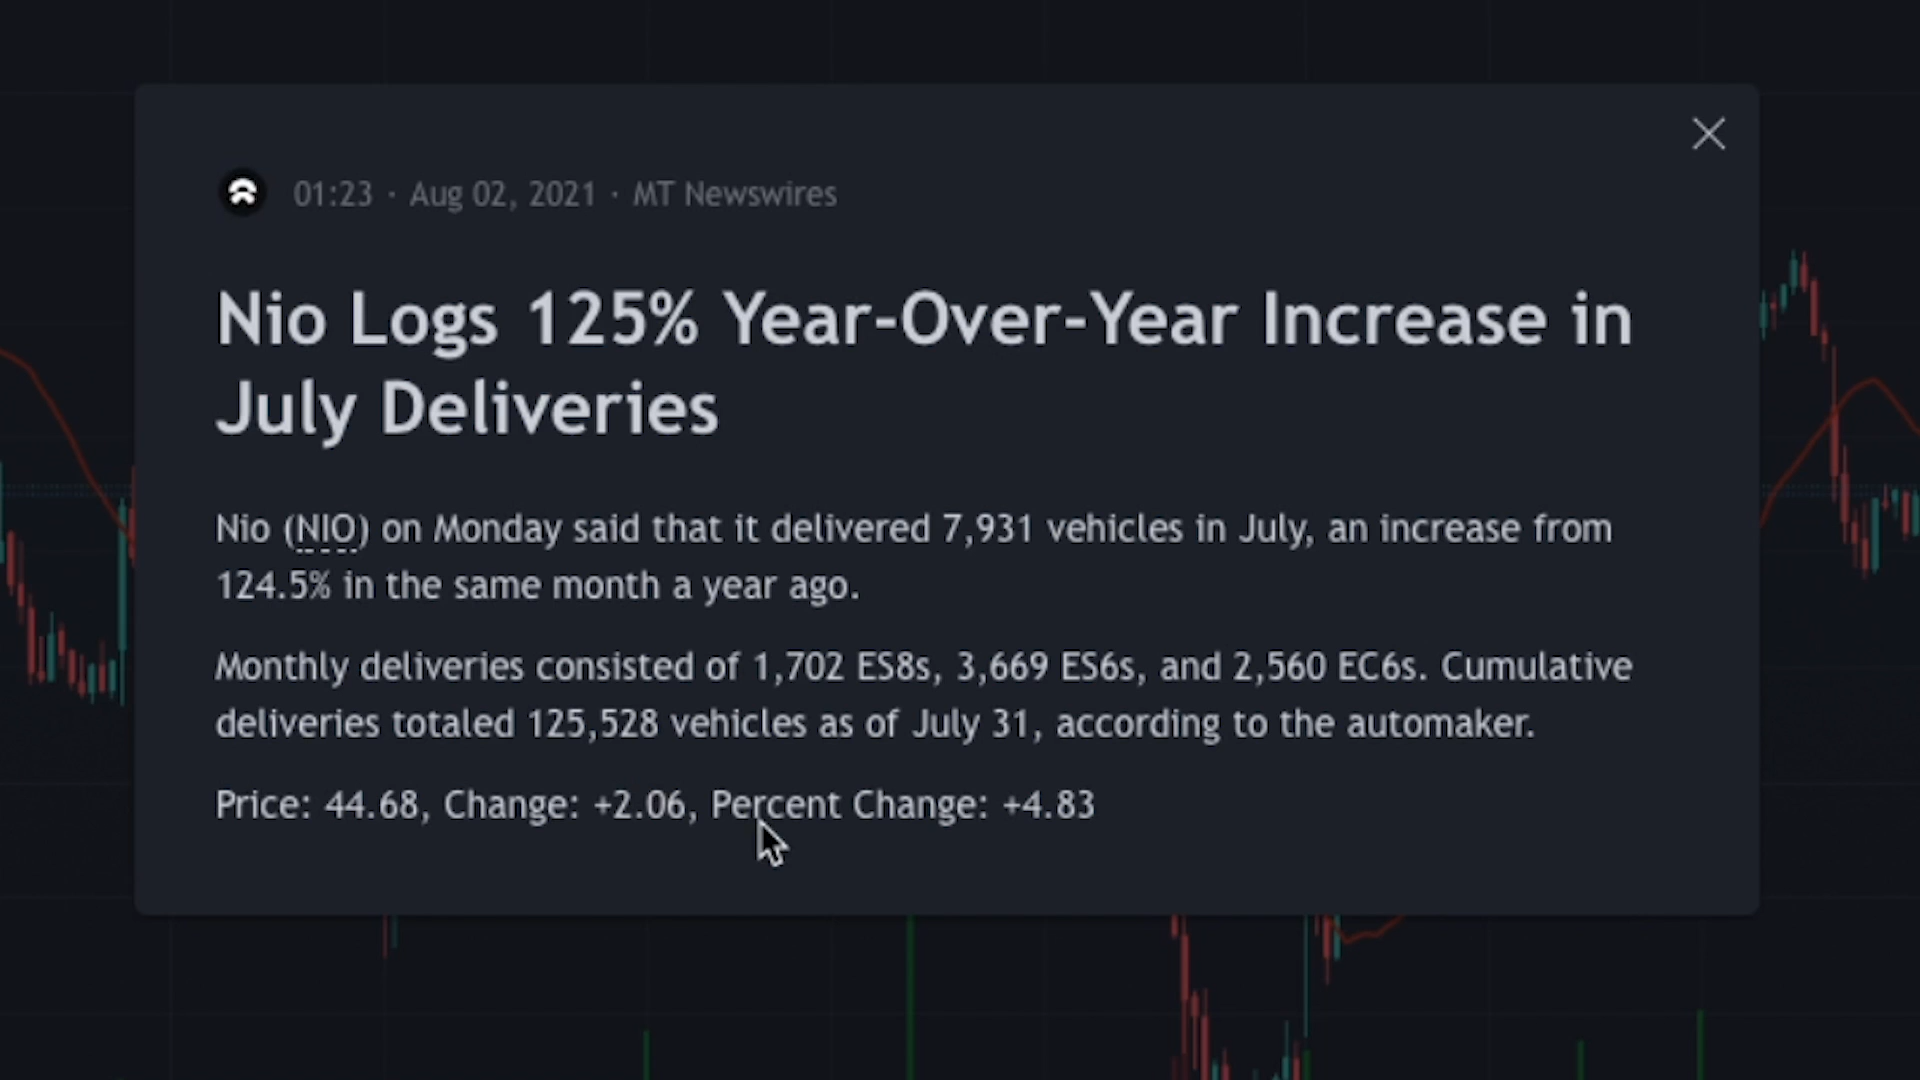 01:23 · Aug 02, 2021 · MT Newswires
Nio Logs 125% Year-Over-Year Increase in
July Deliveries
Nio (NIO) on Monday said that it delivered 7,931 vehicles in July, an increase from
124.5% in the same month a year ago.
Monthly deliveries consisted of 1,702 ES8s, 3,669 ES6s, and 2,560 EC6s. Cumulative
deliveries totaled 125,528 vehicles as of July 31, according to the automaker.
Price: 44.68, Change: +2.06, Percent Change: +4.83